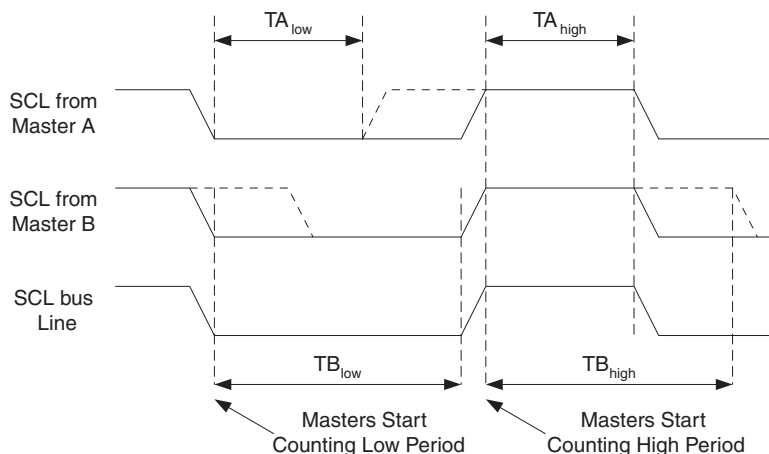 TA low
TA high
SCL from
Master A
SCL from
Master B
SCL bus
Line
TB low
TB high
Masters Start
Counting Low Period
Masters Start
Counting High Period